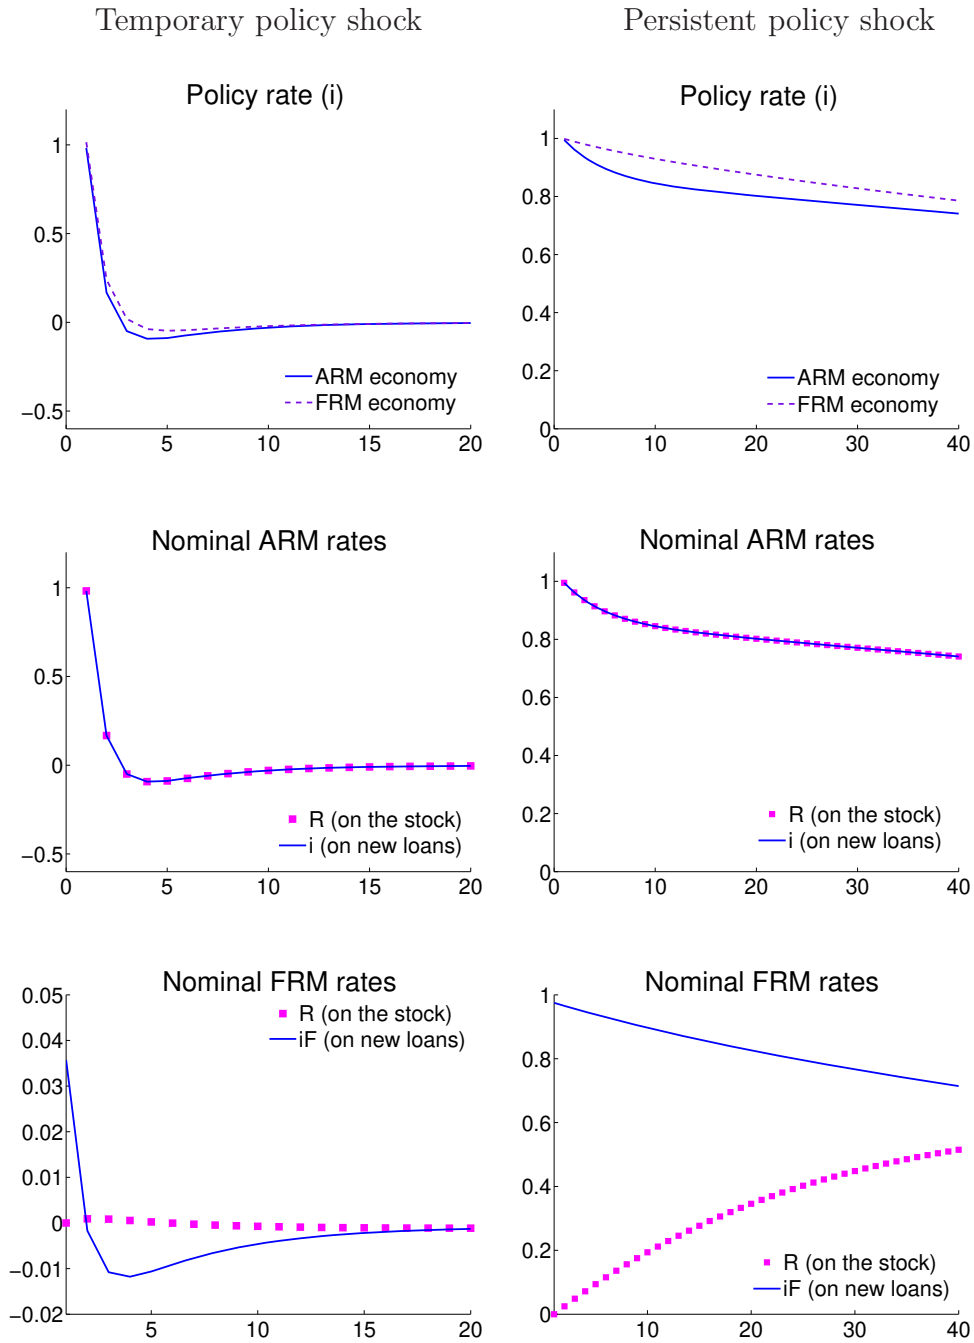 Temporary policy shock
Persistent policy shock
Policy rate (i)
1
0.5
0
−0.5
0 5 10 15 20
ARM economy
FRM economy
Policy rate (i)
1
0.8
0.6
0.4
0.2
0
0 10 20 30 40
ARM economy
FRM economy
Nominal ARM rates
1
0.5
0
−0.5
0 5 10 15 20
R (on the stock)
i (on new loans)
Nominal ARM rates
1
0.8
0.6
0.4
0.2
0
0 10 20 30 40
R (on the stock)
i (on new loans)
Nominal FRM rates
0.05
0.04
0.03
0.02
0.01
0
−0.01
−0.02
5 10 15 20
R (on the stock)
iF (on new loans)
Nominal FRM rates
1
0.8
0.6
0.4
0.2
0
10 20 30 40
R (on the stock)
iF (on new loans)